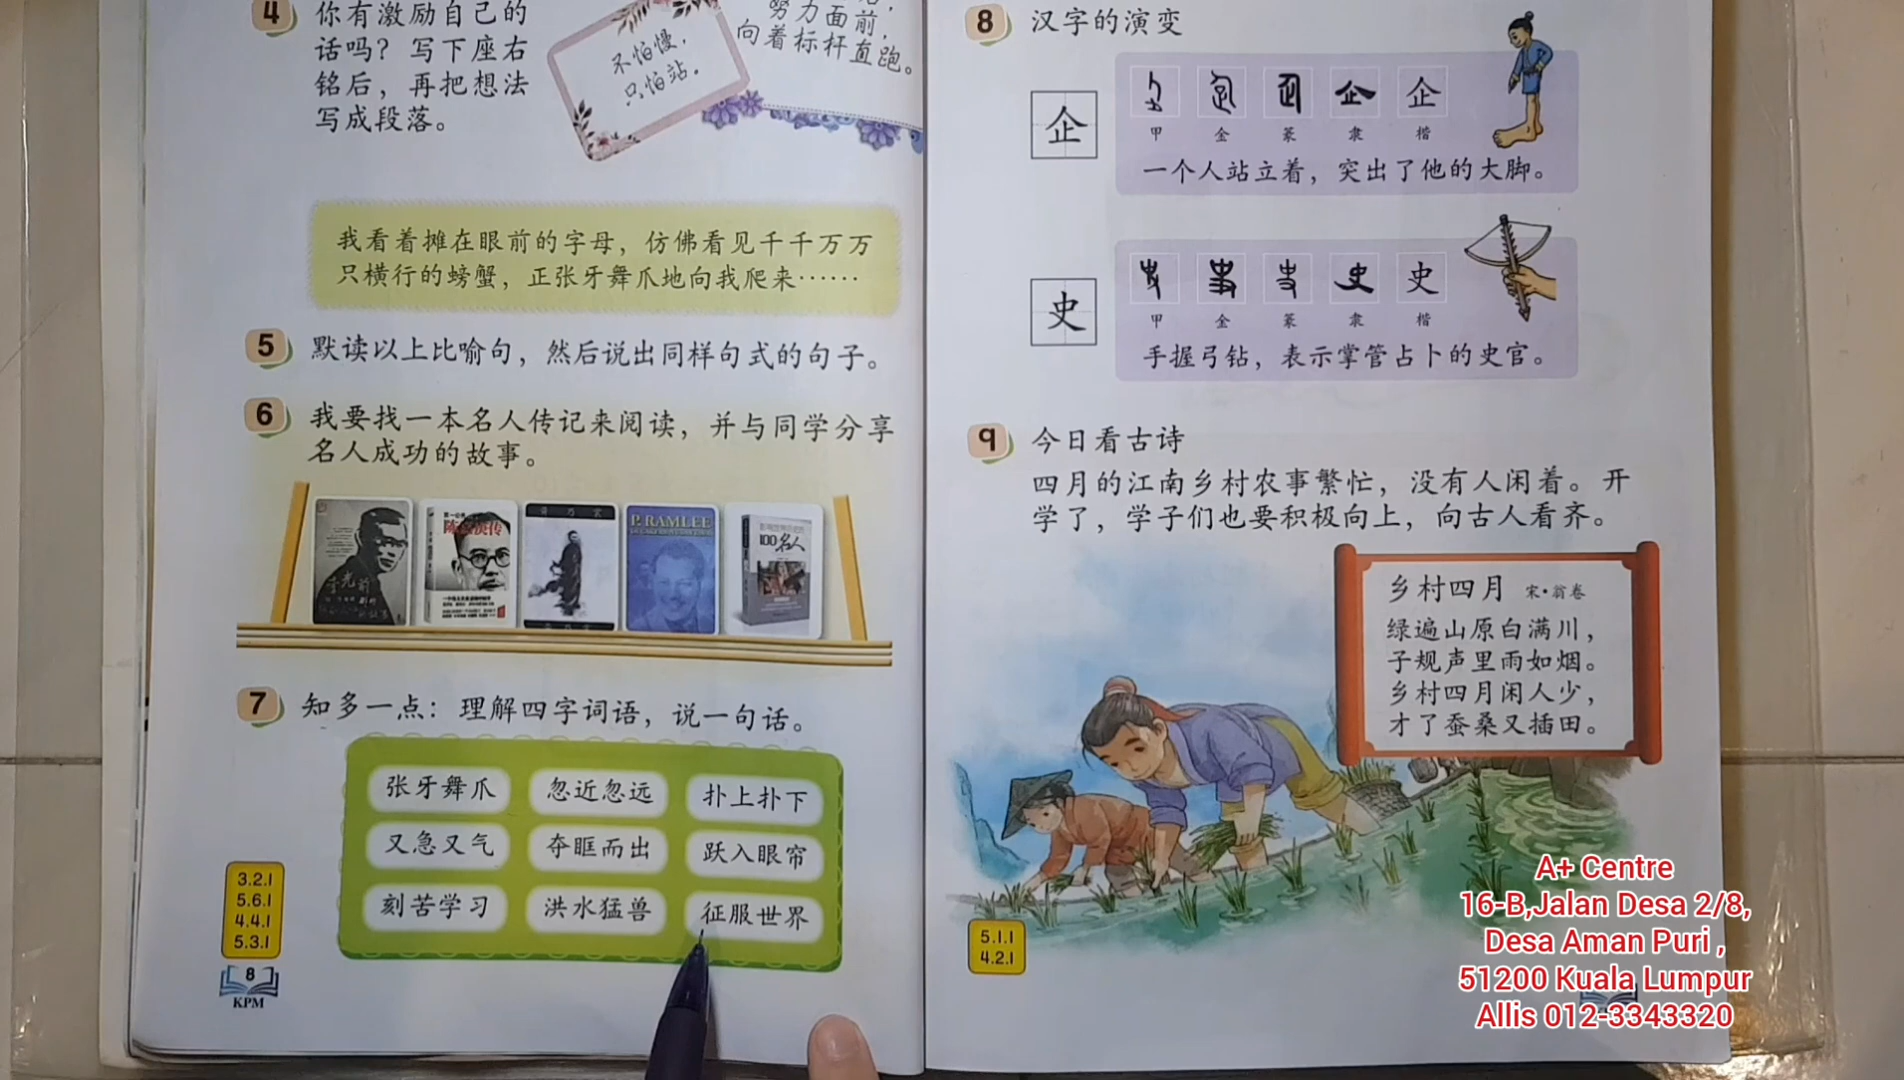 4 你有激励自己的
话吗？写下座右
铭后，再把想法
写成段落。
不怕慢，
只怕站。
努力面前，
向着标杆直跑。
我看着摊在眼前的字母，仿佛看见千千万万
只横行的螃蟹，正张牙舞爪地向我爬来……
5 默读以上比喻句，然后说出同样句式的句子。
6 我要找一本名人传记来阅读，并与同学分享
名人成功的故事。
李光前
P. RAMLEE
100名人
7 知多一点：理解四字词语，说一句话。
张牙舞爪 忽近忽远 扑上扑下
又急又气 夺眶而出 跃入眼帘
刻苦学习 洪水猛兽 征服世界
3.2.1
5.6.1
4.4.1
5.3.1
8
KPM
8 汉字的演变
企
企
甲 金 篆 隶 楷
一个人站立着，突出了他的大脚。
史
史
甲 金 篆 隶 楷
手握弓钻，表示掌管占卜的史官。
9 今日看古诗
四月的江南乡村农事繁忙，没有人闲着。开
学了，学子们也要积极向上，向古人看齐。
乡村四月 宋·翁卷
绿遍山原白满川，
子规声里雨如烟。
乡村四月闲人少，
才了蚕桑又插田。
5.1.1
4.2.1
A+ Centre
16-B,Jalan Desa 2/8,
Desa Aman Puri ,
51200 Kuala Lumpur
Allis 012-3343320